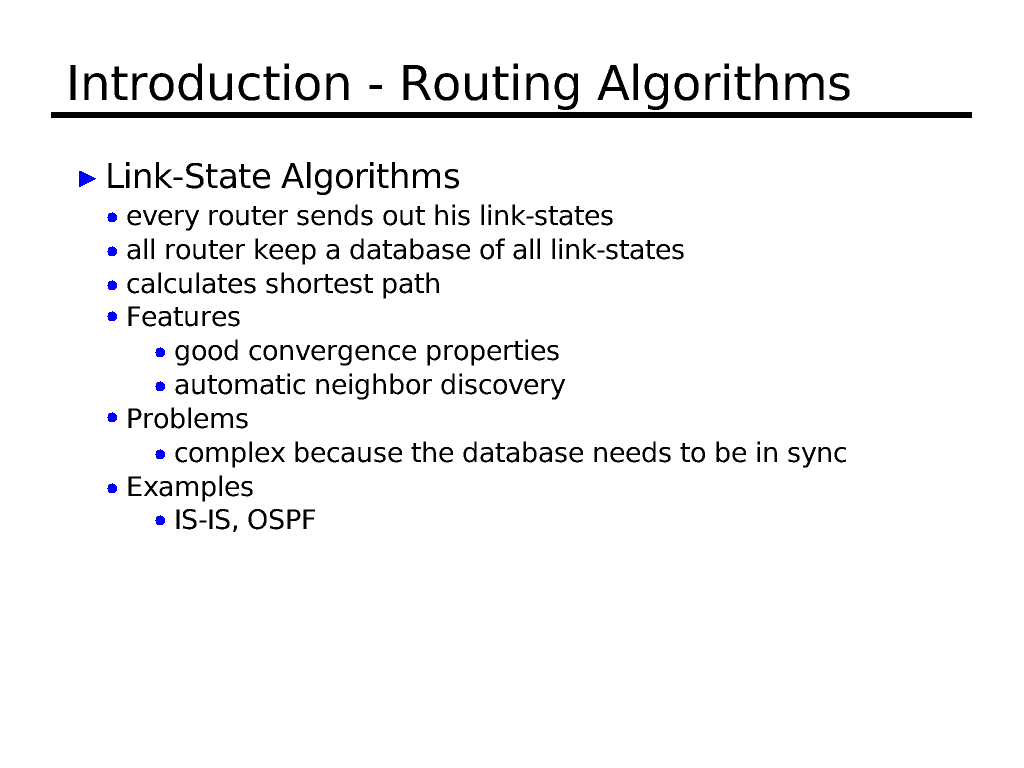 Introduction - Routing Algorithms
Link-State Algorithms
every router sends out his link-states
all router keep a database of all link-states
calculates shortest path
Features
good convergence properties
automatic neighbor discovery
Problems
complex because the database needs to be in sync
Examples
IS-IS, OSPF